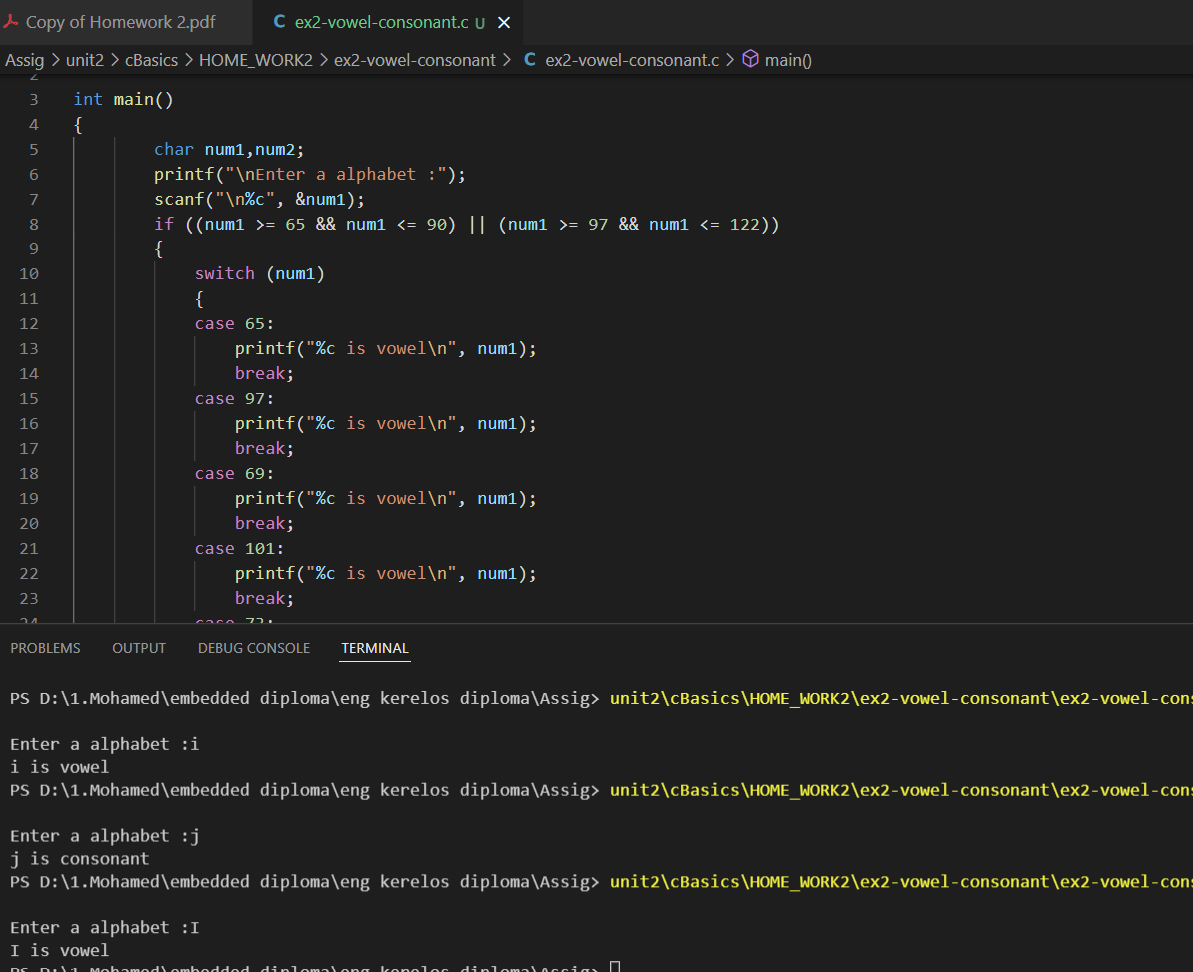 Copy of Homework 2.pdf C ex2-vowel-consonant.c U ×
Assig > unit2 > cBasics > HOME_WORK2 > ex2-vowel-consonant > C ex2-vowel-consonant.c > main()
2
3 int main()
4 {
5 char num1,num2;
6 printf("\nEnter a alphabet :");
7 scanf("\n%c", &num1);
8 if ((num1 >= 65 && num1 <= 90) || (num1 >= 97 && num1 <= 122))
9 {
10 switch (num1)
11 {
12 case 65:
13 printf("%c is vowel\n", num1);
14 break;
15 case 97:
16 printf("%c is vowel\n", num1);
17 break;
18 case 69:
19 printf("%c is vowel\n", num1);
20 break;
21 case 101:
22 printf("%c is vowel\n", num1);
23 break;
24 case 73:
PROBLEMS OUTPUT DEBUG CONSOLE TERMINAL
PS D:\1.Mohamed\embedded diploma\eng kerelos diploma\Assig> unit2\cBasics\HOME_WORK2\ex2-vowel-consonant\ex2-vowel-cons
Enter a alphabet :i
i is vowel
PS D:\1.Mohamed\embedded diploma\eng kerelos diploma\Assig> unit2\cBasics\HOME_WORK2\ex2-vowel-consonant\ex2-vowel-cons
Enter a alphabet :j
j is consonant
PS D:\1.Mohamed\embedded diploma\eng kerelos diploma\Assig> unit2\cBasics\HOME_WORK2\ex2-vowel-consonant\ex2-vowel-cons
Enter a alphabet :I
I is vowel
PS D:\1.Mohamed\embedded diploma\eng kerelos diploma\Assig>